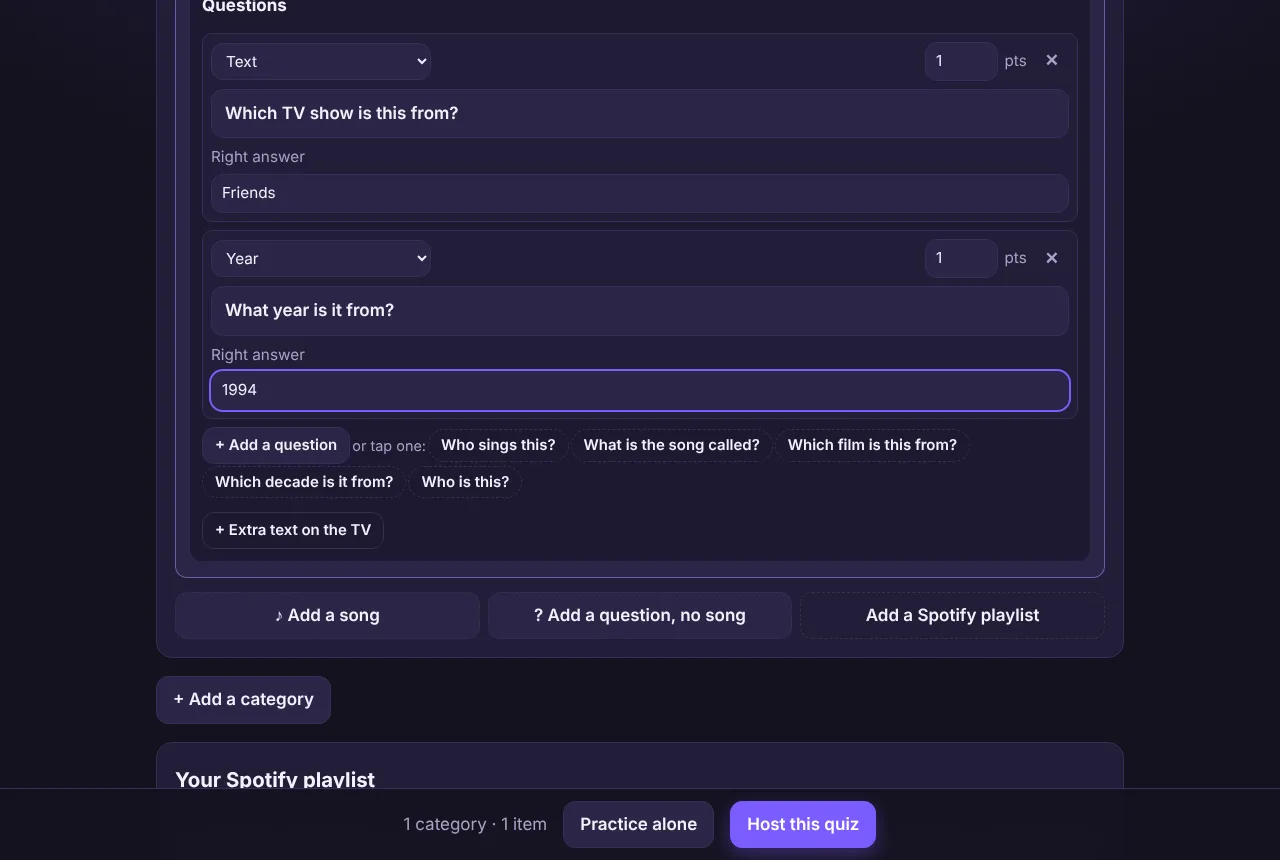 Questions
Text
1 pts ✕
Which TV show is this from?
Right answer
Friends
Year
1 pts ✕
What year is it from?
Right answer
1994
+ Add a question or tap one: Who sings this? What is the song called? Which film is this from?
Which decade is it from? Who is this?
+ Extra text on the TV
♪ Add a song ? Add a question, no song Add a Spotify playlist
+ Add a category
Your Spotify playlist
1 category · 1 item Practice alone Host this quiz